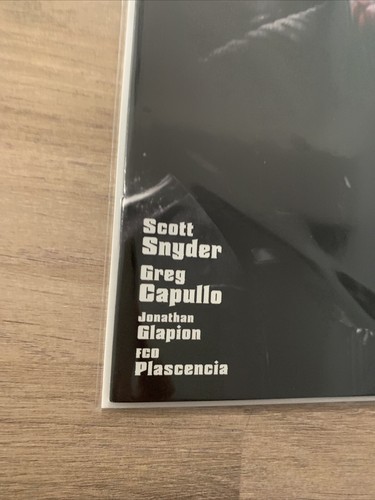 Scott
Snyder
Greg
Capullo
Jonathan
Glapion
FCO
Plascencia